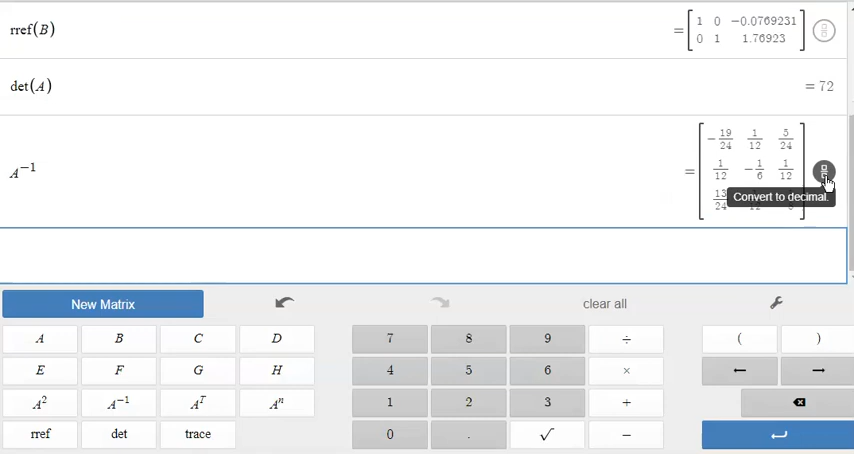 rref(B)
= [ 1 0 −0.0769231
0 1 1.76923 ]
det(A)
= 72
A⁻¹
= [ −19/24 1/12 5/24
1/12 −1/6 1/12
13/24
Convert to decimal.
New Matrix
clear all
A B C D 7 8 9 ÷ ( )
E F G H 4 5 6 × ← →
A² A⁻¹ Aᵀ Aⁿ 1 2 3 +
rref det trace 0 . √ −